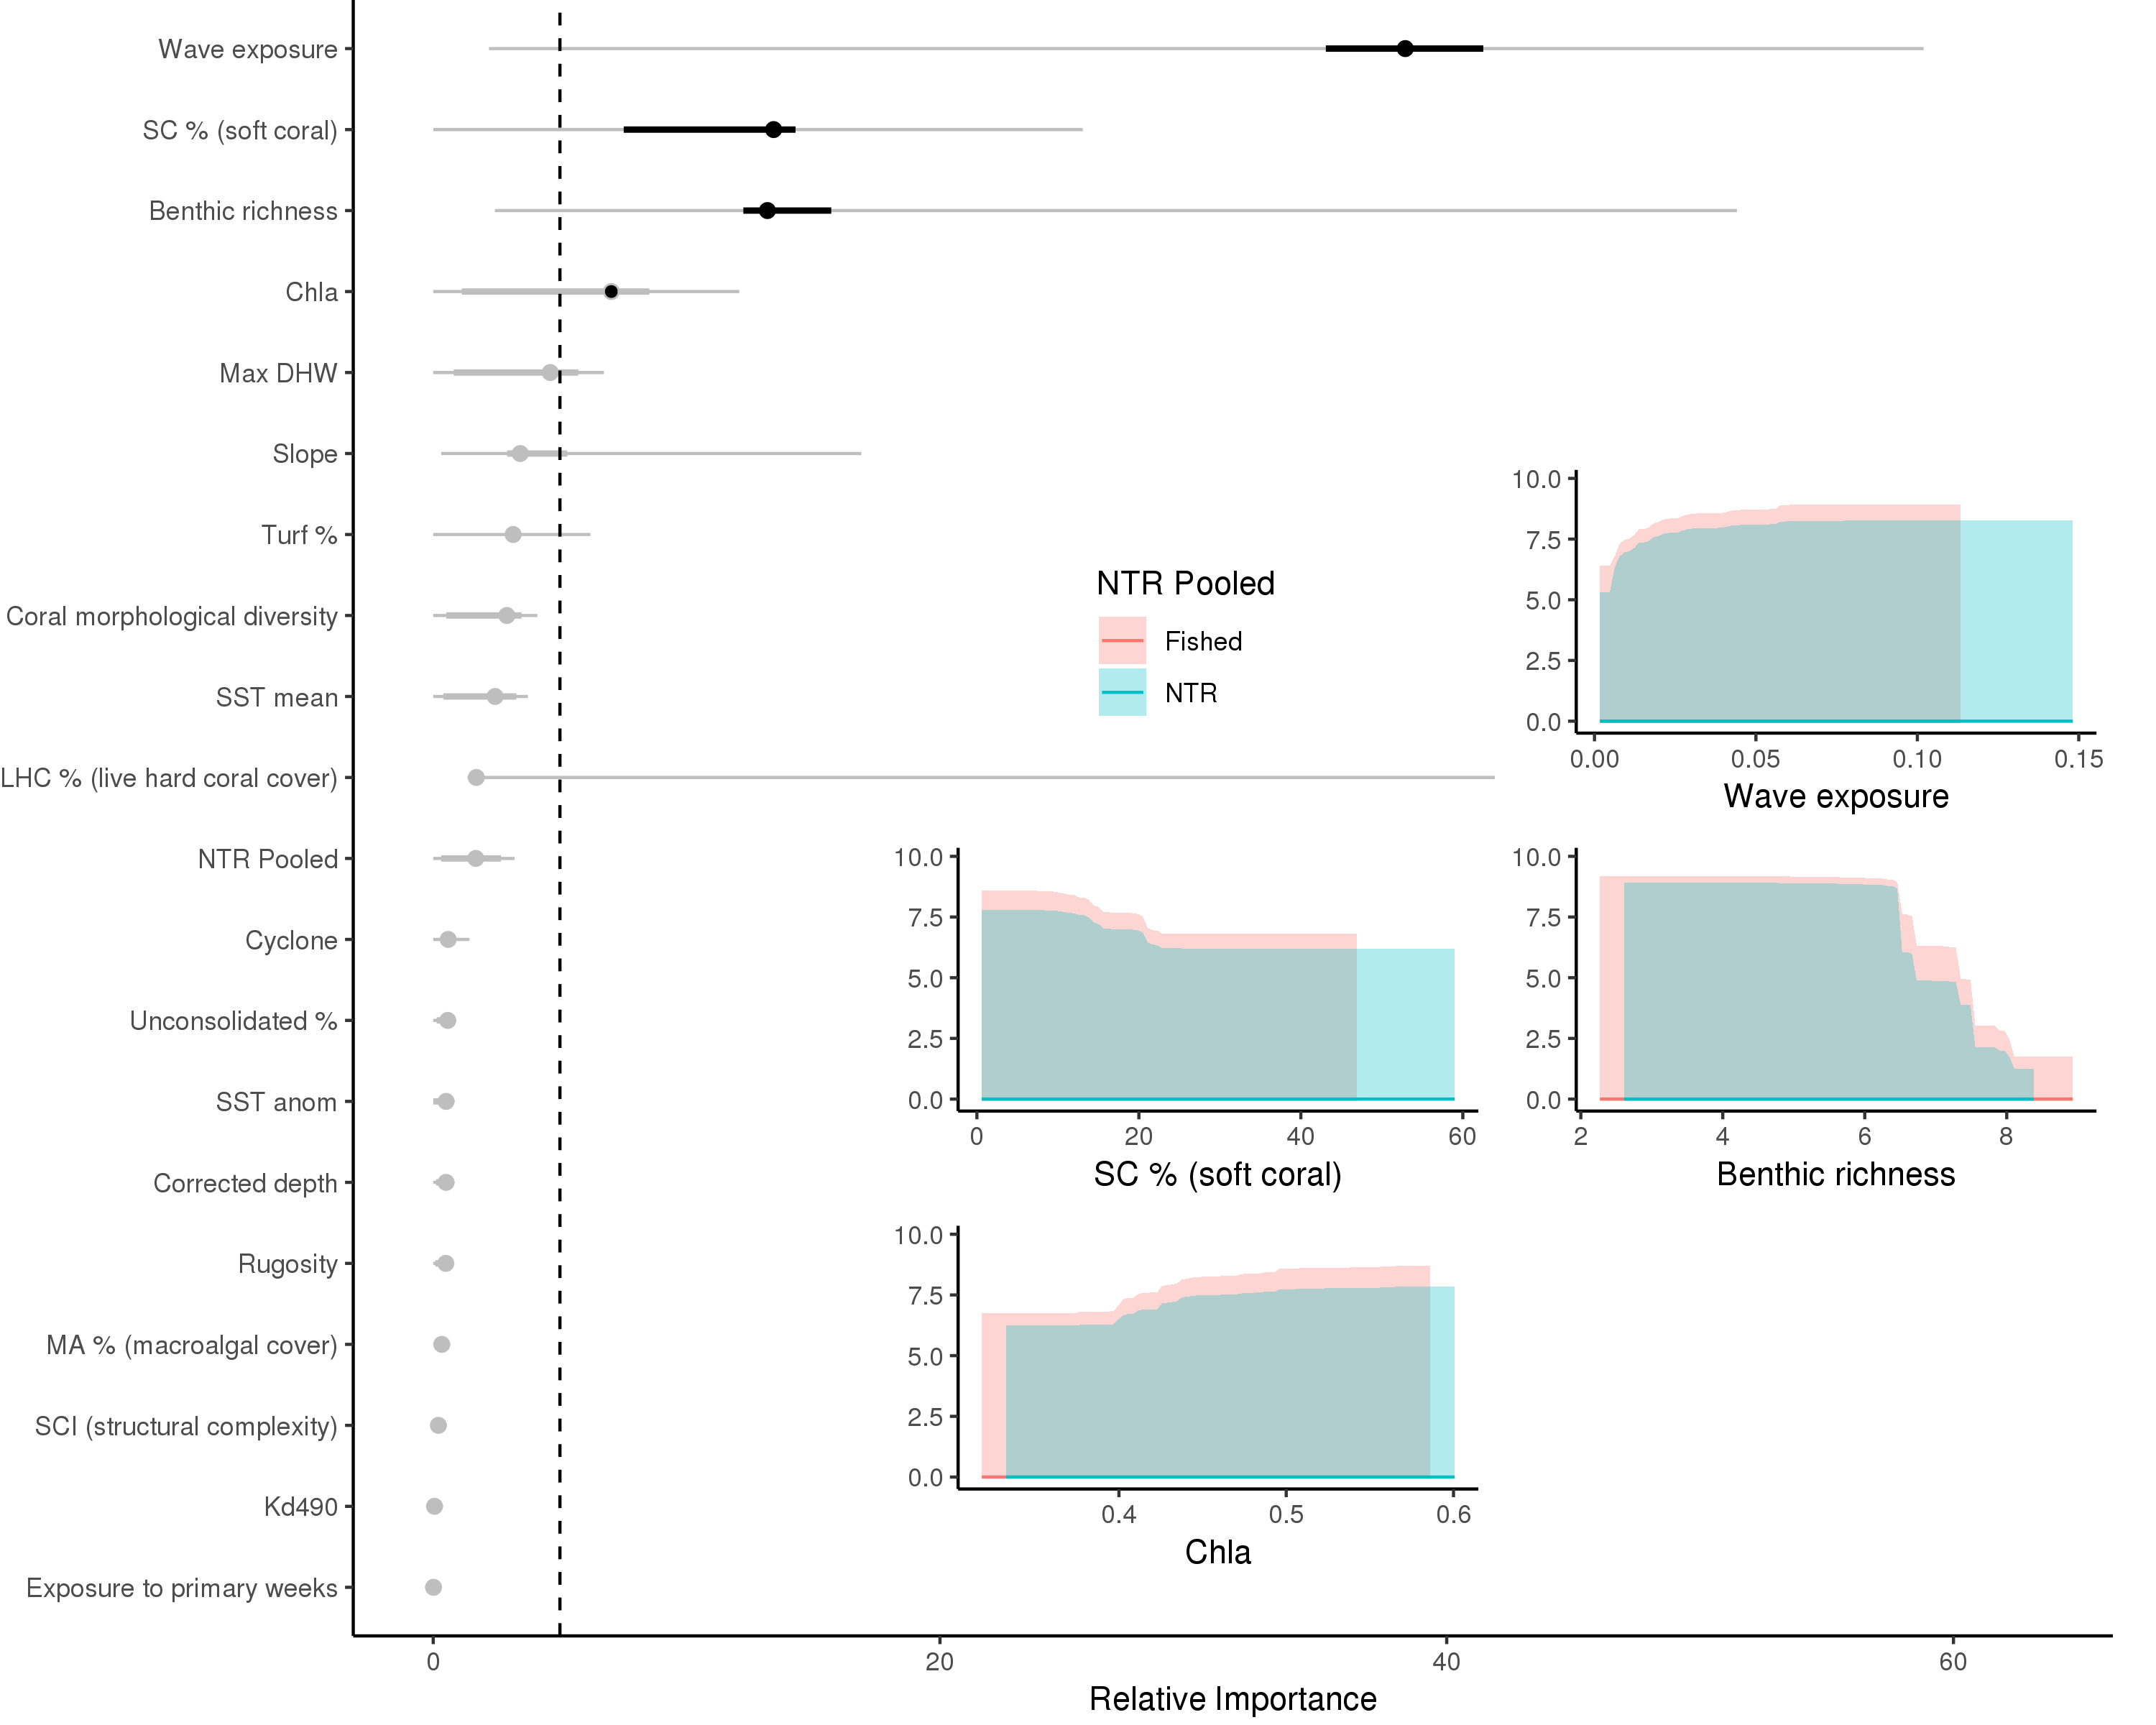 Wave exposure
SC % (soft coral)
Benthic richness
Chla
Max DHW
Slope
Turf %
Coral morphological diversity
SST mean
LHC % (live hard coral cover)
NTR Pooled
Cyclone
Unconsolidated %
SST anom
Corrected depth
Rugosity
MA % (macroalgal cover)
SCI (structural complexity)
Kd490
Exposure to primary weeks
0 20 40 60
Relative Importance
NTR Pooled
Fished
NTR
10.0
7.5
5.0
2.5
0.0
0.00 0.05 0.10 0.15
Wave exposure
10.0
7.5
5.0
2.5
0.0
0 20 40 60
SC % (soft coral)
10.0
7.5
5.0
2.5
0.0
2 4 6 8
Benthic richness
10.0
7.5
5.0
2.5
0.0
0.4 0.5 0.6
Chla